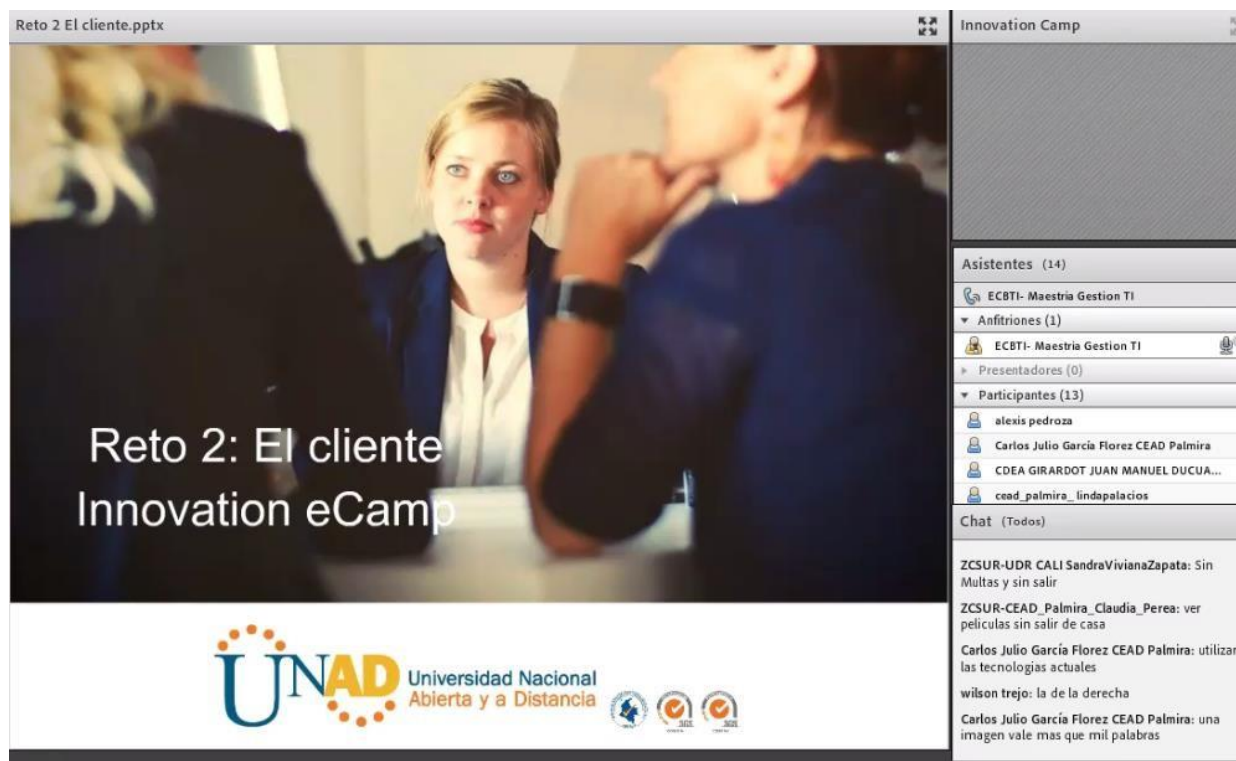 Reto 2 El cliente.pptx
Reto 2: El cliente
Innovation eCamp
UNAD
Universidad Nacional
Abierta y a Distancia
Innovation Camp
Asistentes (14)
ECBTI- Maestria Gestion TI
Anfitriones (1)
ECBTI- Maestria Gestion TI
Presentadores (0)
Participantes (13)
alexis pedroza
Carlos Julio García Florez CEAD Palmira
CDEA GIRARDOT JUAN MANUEL DUCUA...
cead_palmira_ lindapalacios
Chat (Todos)
ZCSUR-UDR CALI SandraVivianaZapata: Sin
Multas y sin salir
ZCSUR-CEAD_Palmira_Claudia_Perea: ver
peliculas sin salir de casa
Carlos Julio García Florez CEAD Palmira: utilizar
las tecnologias actuales
wilson trejo: la de la derecha
Carlos Julio García Florez CEAD Palmira: una
imagen vale mas que mil palabras